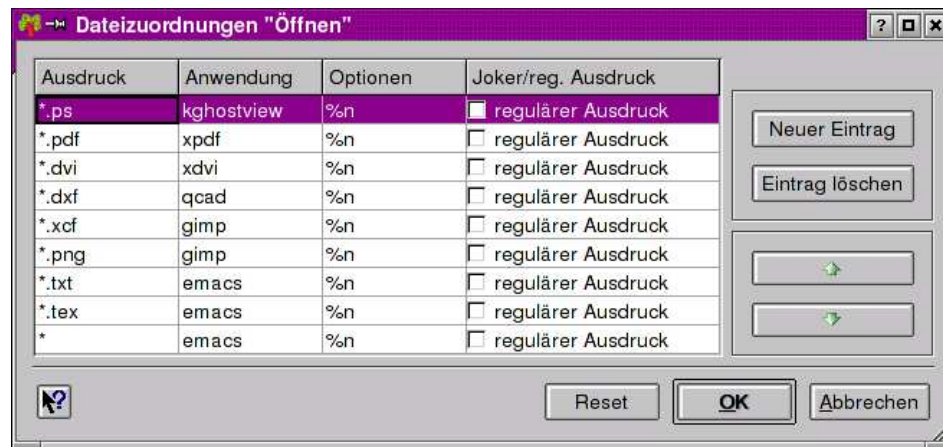 Dateizuordnungen "Öffnen"
Ausdruck Anwendung Optionen Joker/reg. Ausdruck
*.ps kghostview %n regulärer Ausdruck
*.pdf xpdf %n regulärer Ausdruck
*.dvi xdvi %n regulärer Ausdruck
*.dxf qcad %n regulärer Ausdruck
*.xcf gimp %n regulärer Ausdruck
*.png gimp %n regulärer Ausdruck
*.txt emacs %n regulärer Ausdruck
*.tex emacs %n regulärer Ausdruck
* emacs %n regulärer Ausdruck
Neuer Eintrag
Eintrag löschen
Reset OK Abbrechen